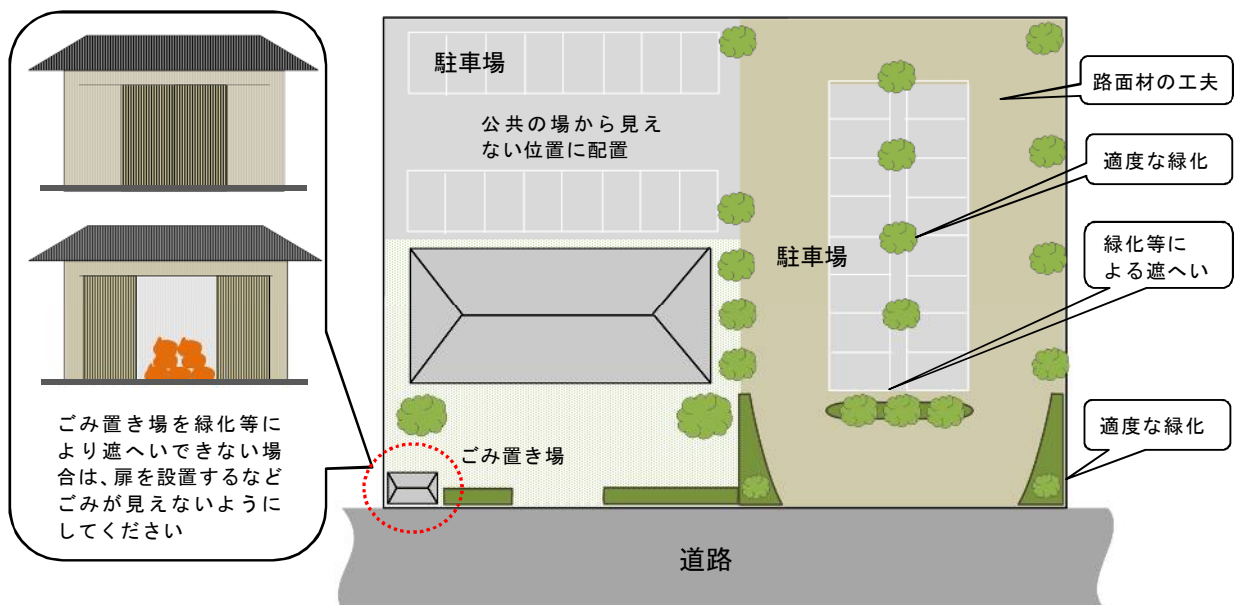 駐車場
公共の場から見え
ない位置に配置
駐車場
ごみ置き場
道路
路面材の工夫
適度な緑化
緑化等に
よる遮へい
適度な緑化
ごみ置き場を緑化等に
より遮へいできない場
合は、扉を設置するなど
ごみが見えないように
してください